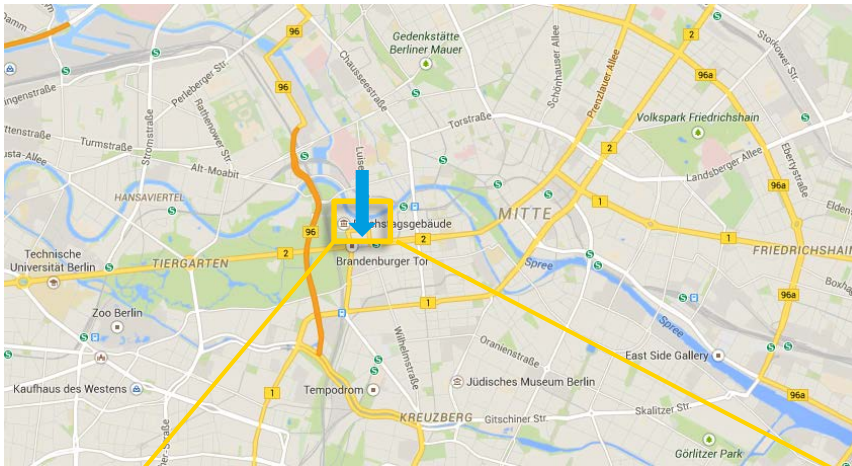 Damm
96
Gedenkstätte
Berliner Mauer
2
Schönhauser Allee
Storkower Str.
96a
Prenzlauer Allee
96
Perleberger Str.
Chausseestraße
ingenstraße
Rathenower Str.
Volkspark Friedrichshain
Torstraße
Stromstraße
Turmstraße
2
Landsberger Allee
Ebertystraße
Alt-Moabit
96a
HANSAVIERTEL
MITTE
1
96
2
1
FRIEDRICHSHAIN
Technische
Universität Berlin
TIERGARTEN
2
Brandenburger Tor
Spree
96a
1
Zoo Berlin
Spree
Wilhelmstraße
Oranienstraße
East Side Gallery
Kaufhaus des Westens
1
Tempodrom
Jüdisches Museum Berlin
96a
KREUZBERG
Gitschiner Str.
Skalitzer Str.
Görlitzer Park